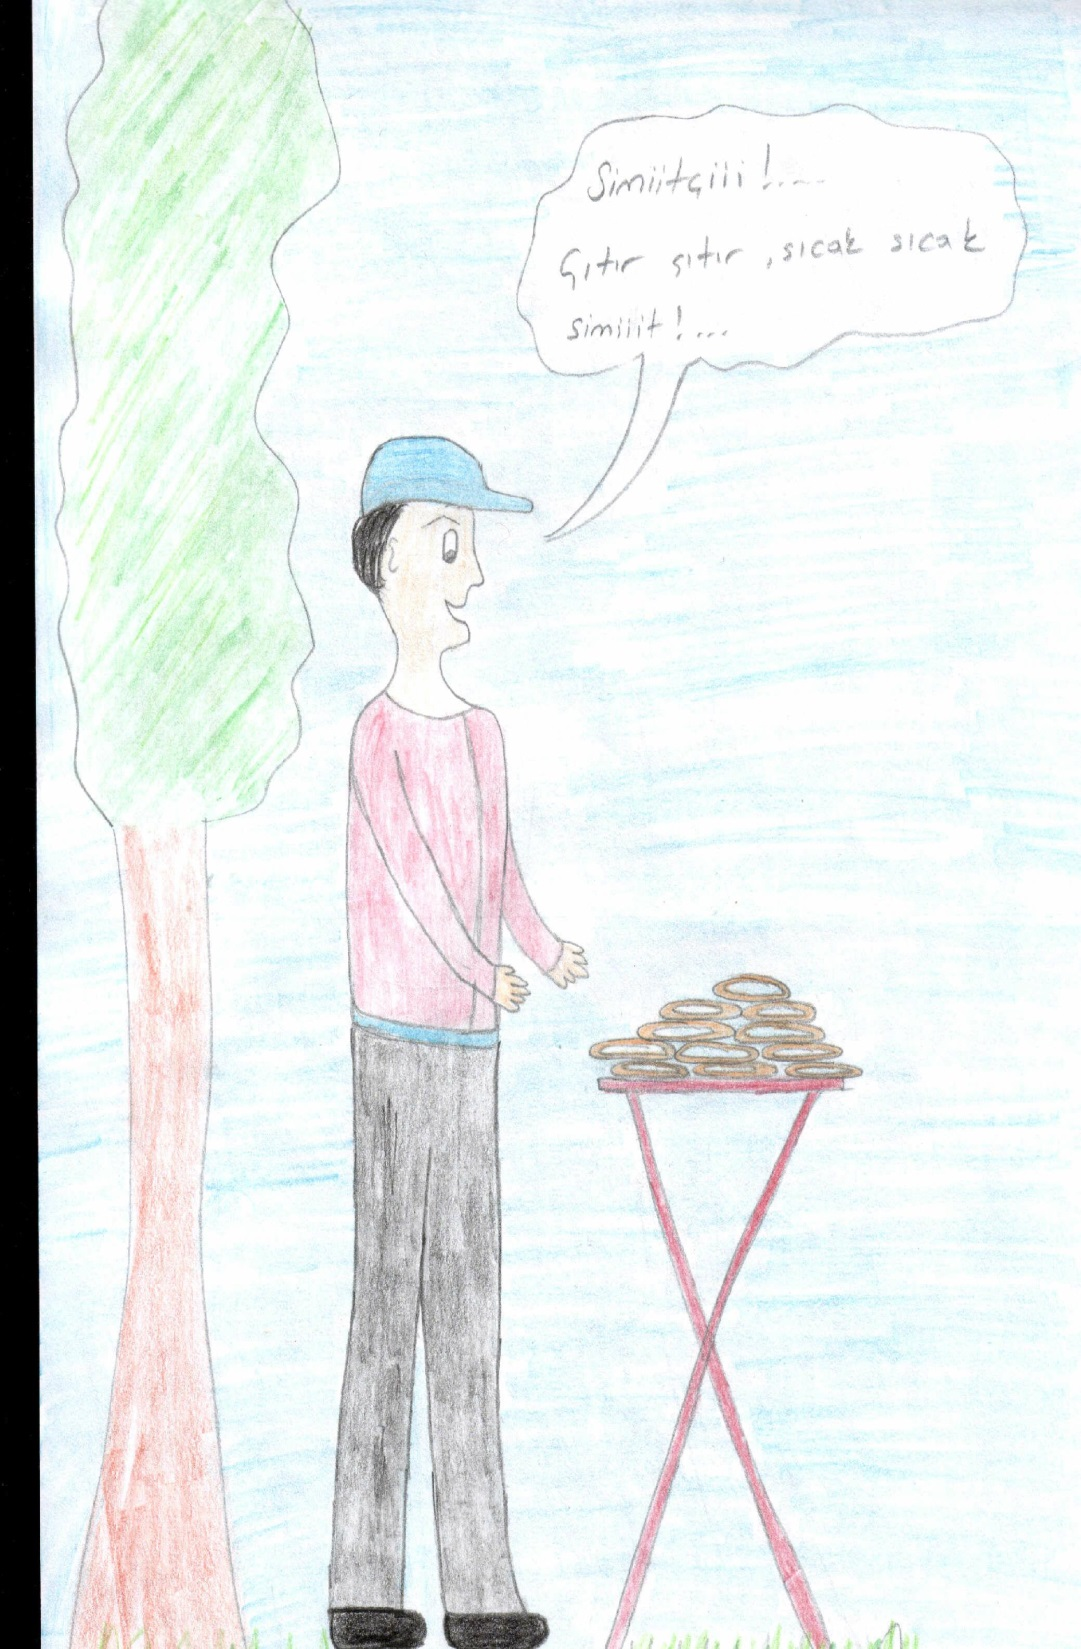 Simiitçiii!....
Çıtır çıtır, sıcak sıcak
simiiit!...